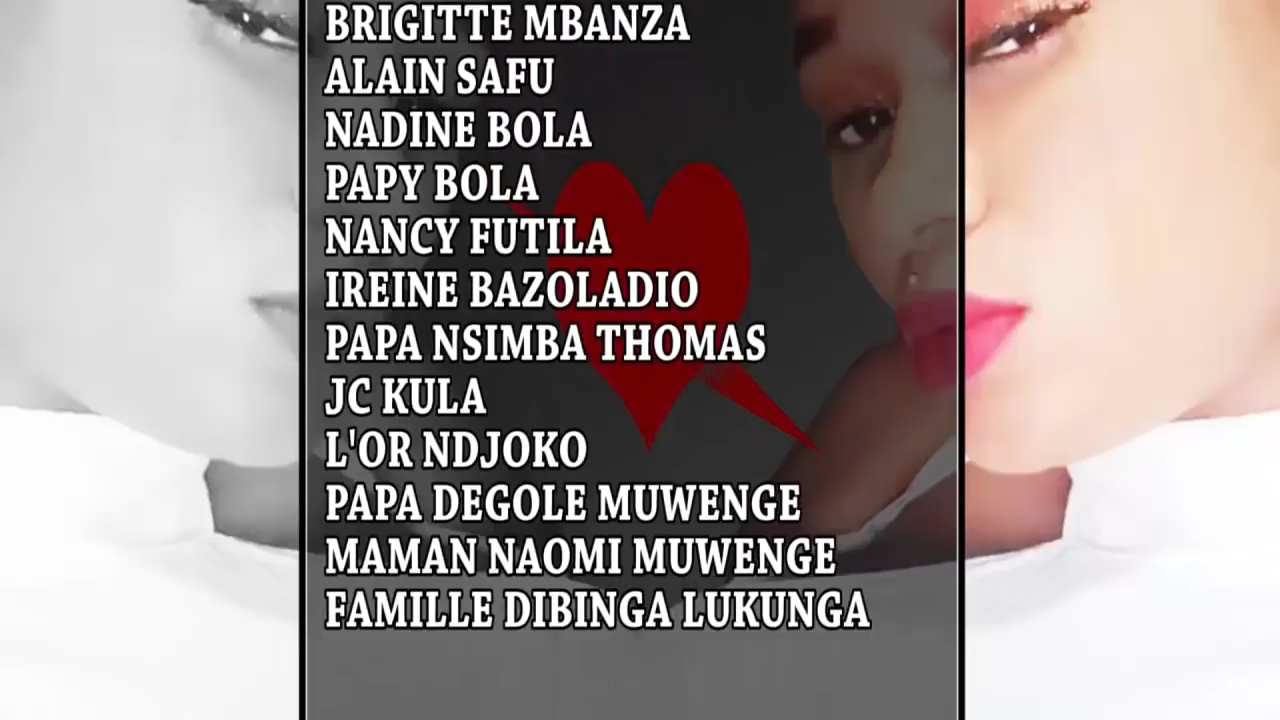 BRIGITTE MBANZA
ALAIN SAFU
NADINE BOLA
PAPY BOLA
NANCY FUTILA
IREINE BAZOLADIO
PAPA NSIMBA THOMAS
JC KULA
L'OR NDJOKO
PAPA DEGOLE MUWENGE
MAMAN NAOMI MUWENGE
FAMILLE DIBINGA LUKUNGA